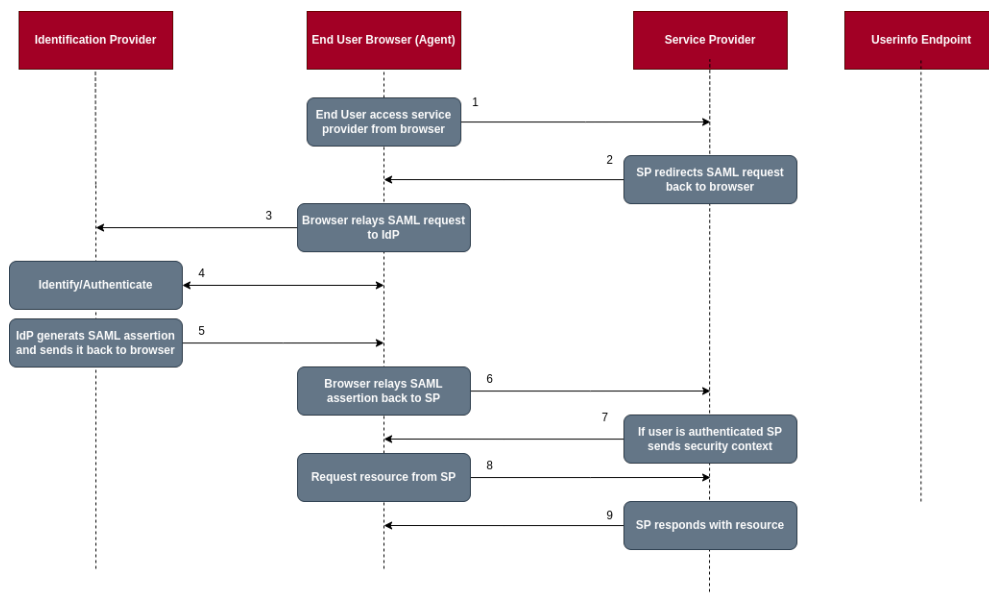 Identification Provider
End User Browser (Agent)
Service Provider
Userinfo Endpoint
End User access service
provider from browser
1
2
SP redirects SAML request
back to browser
3
Browser relays SAML request
to IdP
Identify/Authenticate
4
IdP generats SAML assertion
and sends it back to browser
5
Browser relays SAML
assertion back to SP
6
7
If user is authenticated SP
sends security context
Request resource from SP
8
9
SP responds with resource